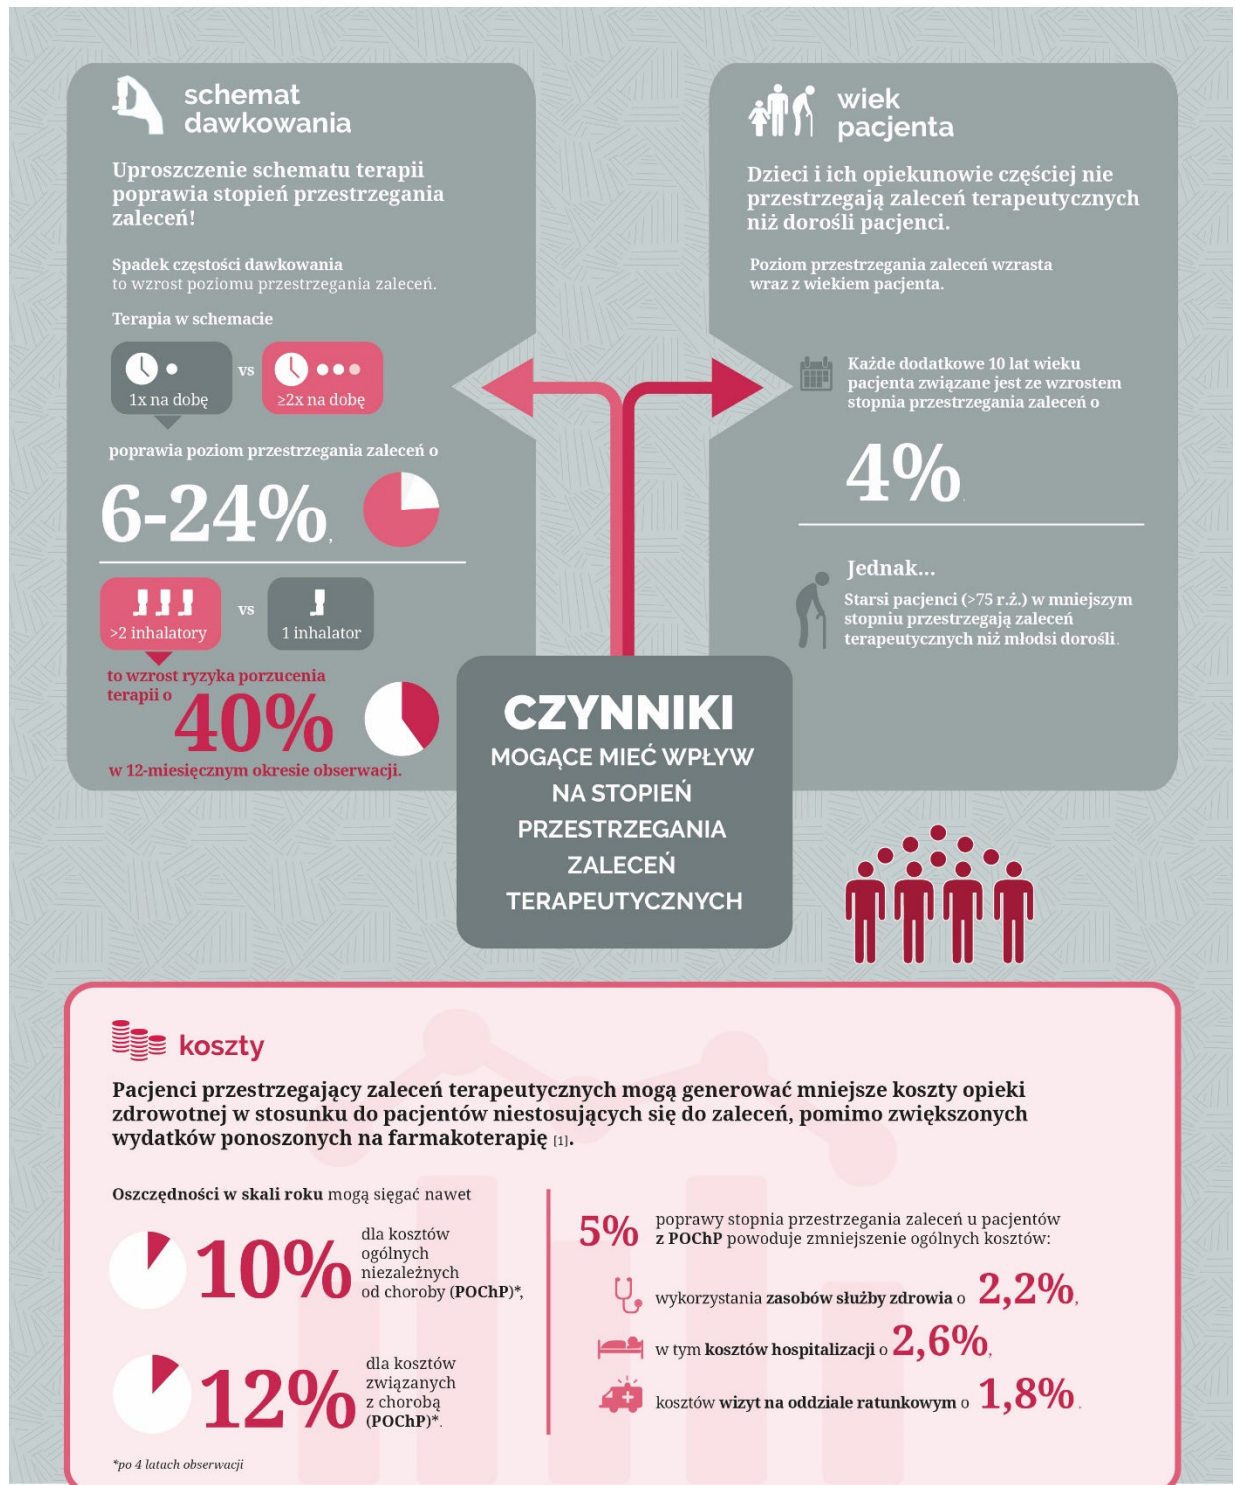 schemat
dawkowania
Uproszczenie schematu terapii
poprawia stopień przestrzegania
zaleceń!
Spadek częstości dawkowania
to wzrost poziomu przestrzegania zaleceń.
Terapia w schemacie
1x na dobę
vs
≥2x na dobę
poprawia poziom przestrzegania zaleceń o
6-24%,
>2 inhalatory
vs
1 inhalator
to wzrost ryzyka porzucenia
terapii o
40%
w 12-miesięcznym okresie obserwacji.
wiek
pacjenta
Dzieci i ich opiekunowie częściej nie
przestrzegają zaleceń terapeutycznych
niż dorośli pacjenci.
Poziom przestrzegania zaleceń wzrasta
wraz z wiekiem pacjenta.
Każde dodatkowe 10 lat wieku
pacjenta związane jest ze wzrostem
stopnia przestrzegania zaleceń o
4%.
Jednak...
Starsi pacjenci (>75 r.ż.) w mniejszym
stopniu przestrzegają zaleceń
terapeutycznych niż młodsi dorośli.
CZYNNIKI
MOGĄCE MIEĆ WPŁYW
NA STOPIEŃ
PRZESTRZEGANIA
ZALECEŃ
TERAPEUTYCZNYCH
koszty
Pacjenci przestrzegający zaleceń terapeutycznych mogą generować mniejsze koszty opieki
zdrowotnej w stosunku do pacjentów niestosujących się do zaleceń, pomimo zwiększonych
wydatków ponoszonych na farmakoterapię [1].
Oszczędności w skali roku mogą sięgać nawet
10%
dla kosztów
ogólnych
niezależnych
od choroby (POChP)*,
12%
dla kosztów
związanych
z chorobą
(POChP)*.
*po 4 latach obserwacji
5%
poprawy stopnia przestrzegania zaleceń u pacjentów
z POChP powoduje zmniejszenie ogólnych kosztów:
wykorzystania zasobów służby zdrowia o 2,2%,
w tym kosztów hospitalizacji o 2,6%,
kosztów wizyt na oddziale ratunkowym o 1,8%.